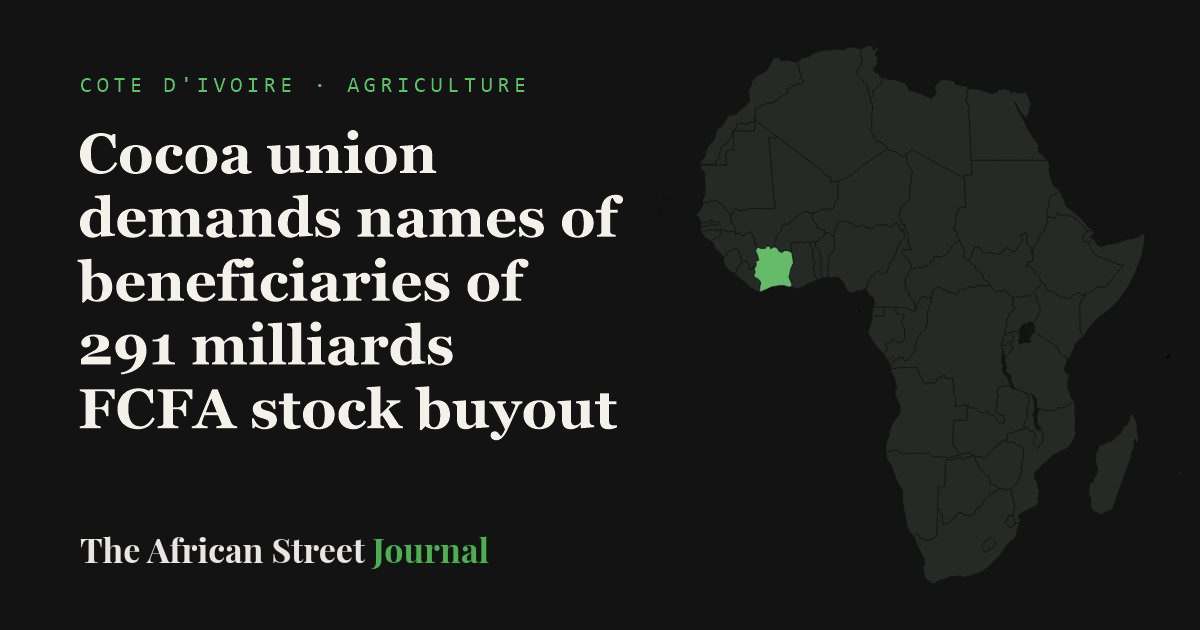 COTE D'IVOIRE · AGRICULTURE
Cocoa union
demands names of
beneficiaries of
291 milliards
FCFA stock buyout
The African Street Journal